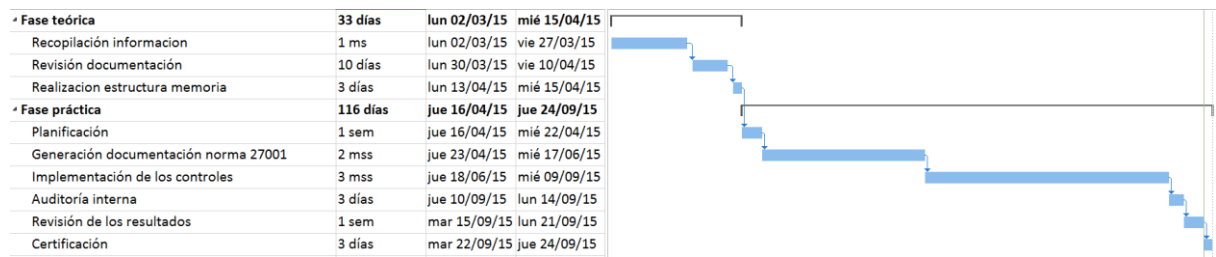 Fase teórica 33 días lun 02/03/15 mié 15/04/15
Recopilación informacion 1 ms lun 02/03/15 vie 27/03/15
Revisión documentación 10 días lun 30/03/15 vie 10/04/15
Realizacion estructura memoria 3 días lun 13/04/15 mié 15/04/15
Fase práctica 116 días jue 16/04/15 jue 24/09/15
Planificación 1 sem jue 16/04/15 mié 22/04/15
Generación documentación norma 27001 2 mss jue 23/04/15 mié 17/06/15
Implementación de los controles 3 mss jue 18/06/15 mié 09/09/15
Auditoría interna 3 días jue 10/09/15 lun 14/09/15
Revisión de los resultados 1 sem mar 15/09/15 lun 21/09/15
Certificación 3 días mar 22/09/15 jue 24/09/15